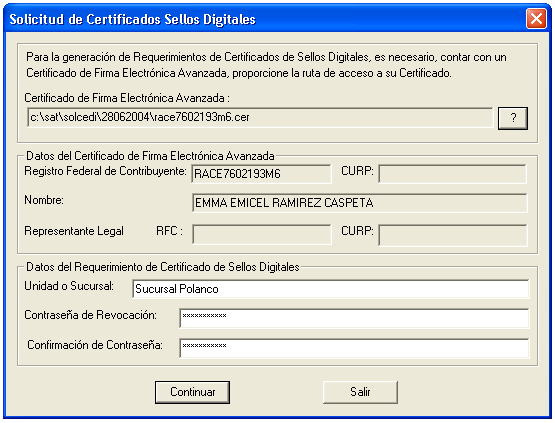 Solicitud de Certificados Sellos Digitales
Para la generación de Requerimientos de Certificados de Sellos Digitales, es necesario, contar con un
Certificado de Firma Electrónica Avanzada, proporcione la ruta de acceso a su Certificado.
Certificado de Firma Electrónica Avanzada :
c:\sat\solcedi\28062004\race7602193m6.cer ?
Datos del Certificado de Firma Electrónica Avanzada
Registro Federal de Contribuyente: RACE7602193M6 CURP:
Nombre: EMMA EMICEL RAMIREZ CASPETA
Representante Legal RFC : CURP:
Datos del Requerimiento de Certificado de Sellos Digitales
Unidad o Sucursal: Sucursal Polanco
Contraseña de Revocación: ***********
Confirmación de Contraseña: ***********
Continuar Salir